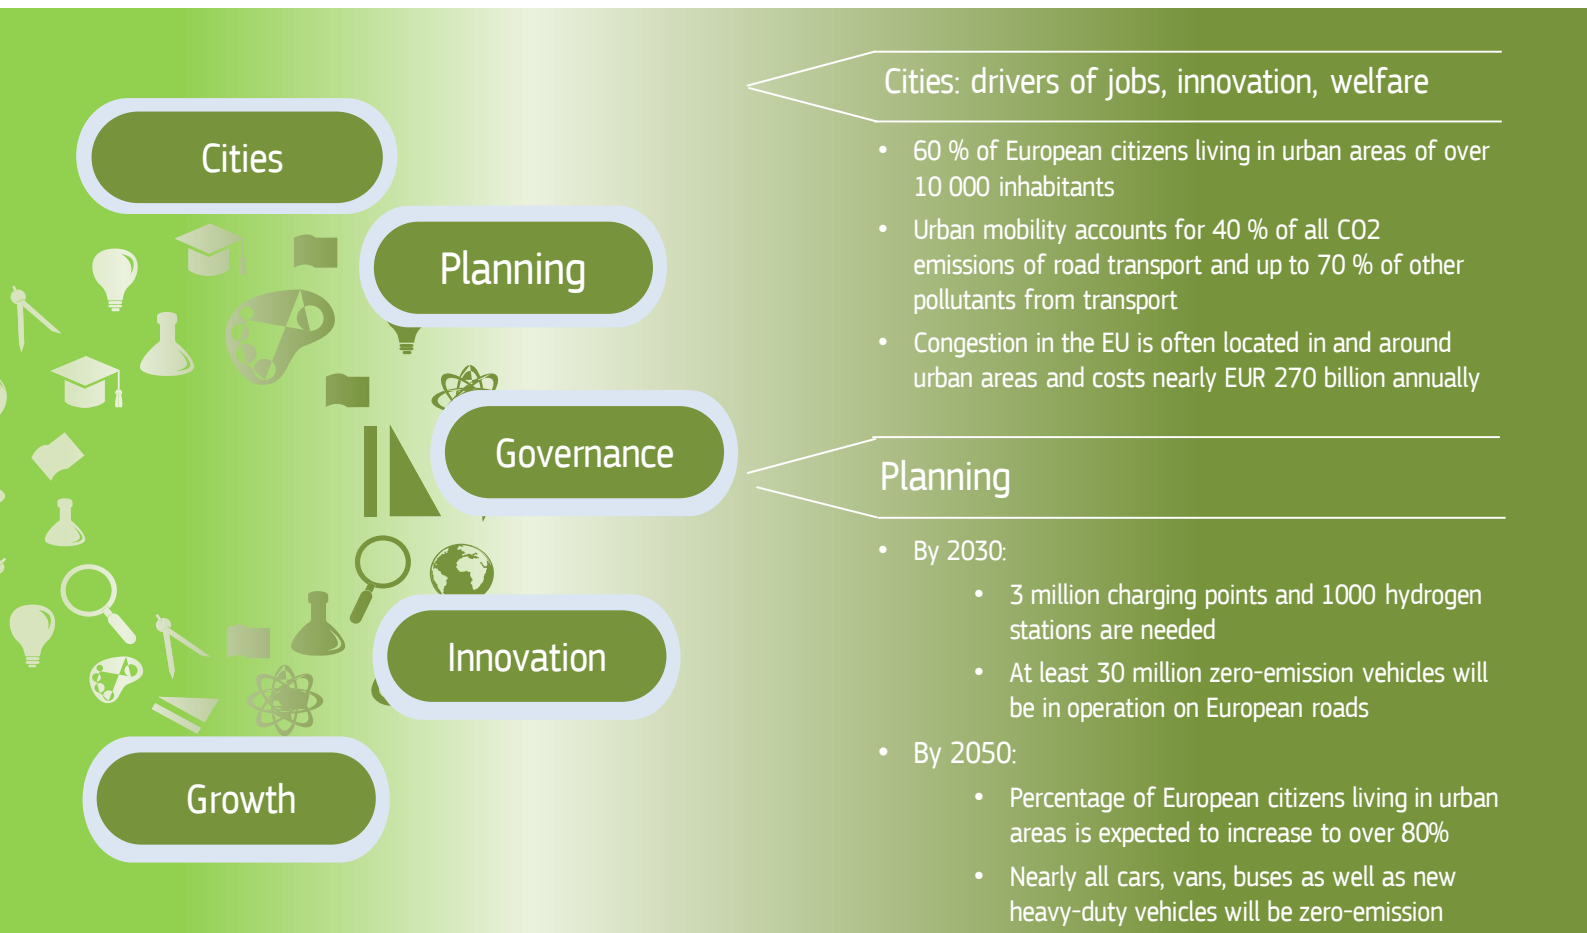 Cities
Planning
Governance
Innovation
Growth
Cities: drivers of jobs, innovation, welfare
• 60 % of European citizens living in urban areas of over
10 000 inhabitants
• Urban mobility accounts for 40 % of all CO2
emissions of road transport and up to 70 % of other
pollutants from transport
• Congestion in the EU is often located in and around
urban areas and costs nearly EUR 270 billion annually
Planning
• By 2030:
• 3 million charging points and 1000 hydrogen
stations are needed
• At least 30 million zero-emission vehicles will
be in operation on European roads
• By 2050:
• Percentage of European citizens living in urban
areas is expected to increase to over 80%
• Nearly all cars, vans, buses as well as new
heavy-duty vehicles will be zero-emission